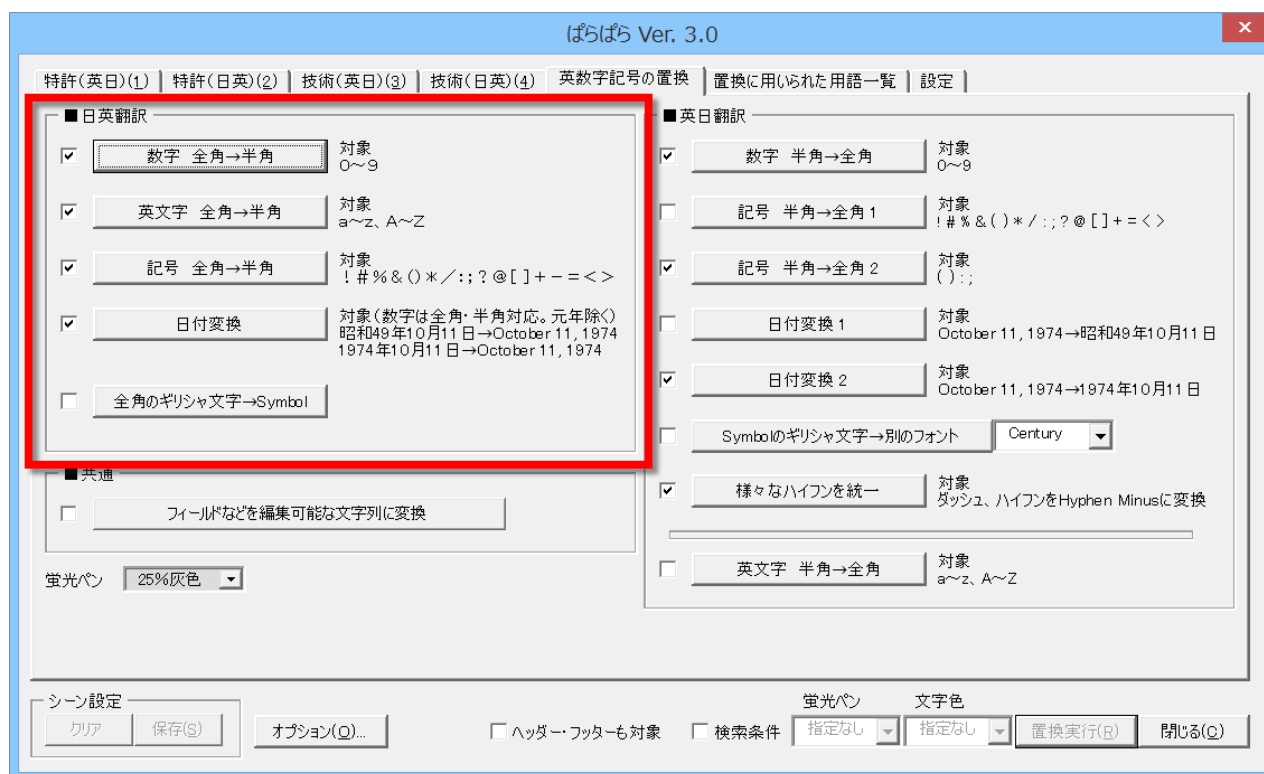 ぱらぱら Ver. 3.0
×
特許(英日)(1) 特許(日英)(2) 技術(英日)(3) 技術(日英)(4) 英数字記号の置換 置換に用いられた用語一覧 設定
■日英翻訳
数字 全角→半角
対象
0～9
英文字 全角→半角
対象
a～z、A～Z
記号 全角→半角
対象
！＃％＆（）＊／：；？＠［］＋－＝＜＞
日付変換
対象(数字は全角・半角対応。元年除く)
昭和49年10月11日→October 11, 1974
1974年10月11日→October 11, 1974
全角のギリシャ文字→Symbol
■共通
フィールドなどを編集可能な文字列に変換
蛍光ペン 25%灰色
■英日翻訳
数字 半角→全角
対象
0～9
記号 半角→全角1
対象
! # % & ( ) * / : ; ? @ [ ] + = < >
記号 半角→全角2
対象
( ) : ;
日付変換1
対象
October 11, 1974→昭和49年10月11日
日付変換2
対象
October 11, 1974→1974年10月11日
Symbolのギリシャ文字→別のフォント Century
様々なハイフンを統一
対象
ダッシュ、ハイフンをHyphen Minusに変換
英文字 半角→全角
対象
a～z、A～Z
シーン設定
クリア 保存(S)
オプション(O)...
ヘッダー・フッターも対象
検索条件
蛍光ペン
指定なし
文字色
指定なし
置換実行(R)
閉じる(C)